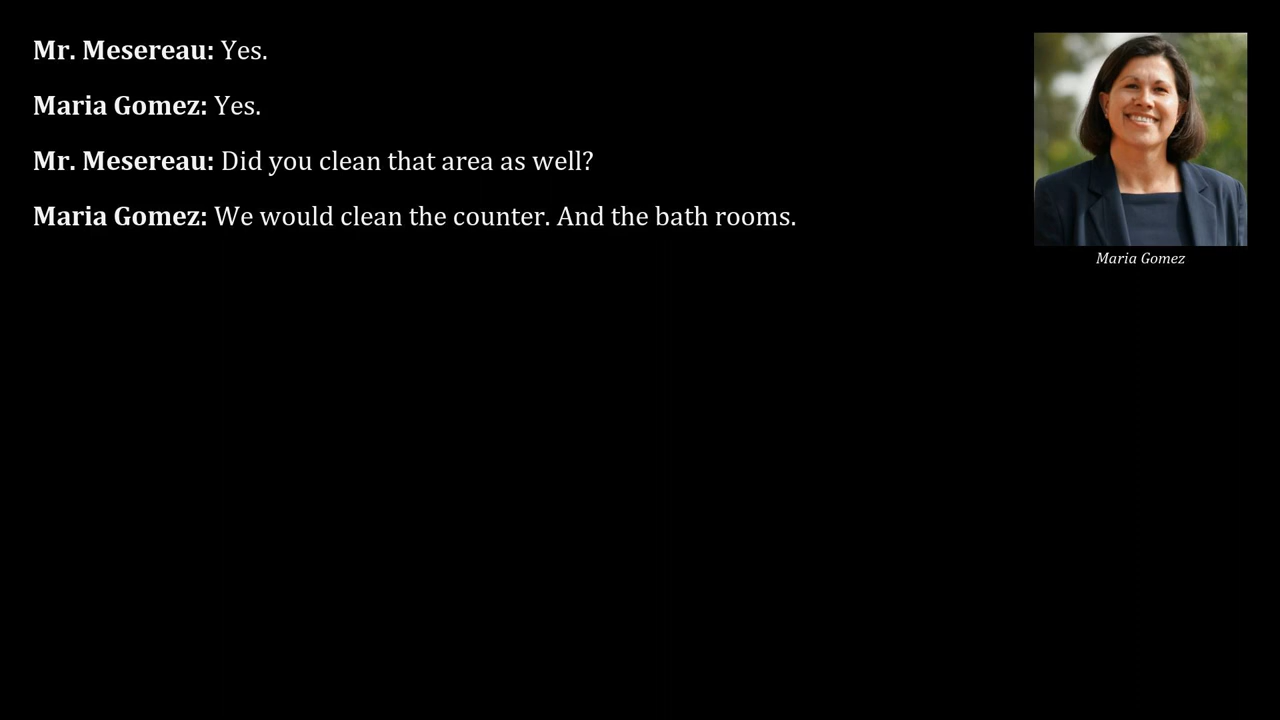 Mr. Mesereau: Yes.
Maria Gomez: Yes.
Mr. Mesereau: Did you clean that area as well?
Maria Gomez: We would clean the counter. And the bath rooms.
Maria Gomez